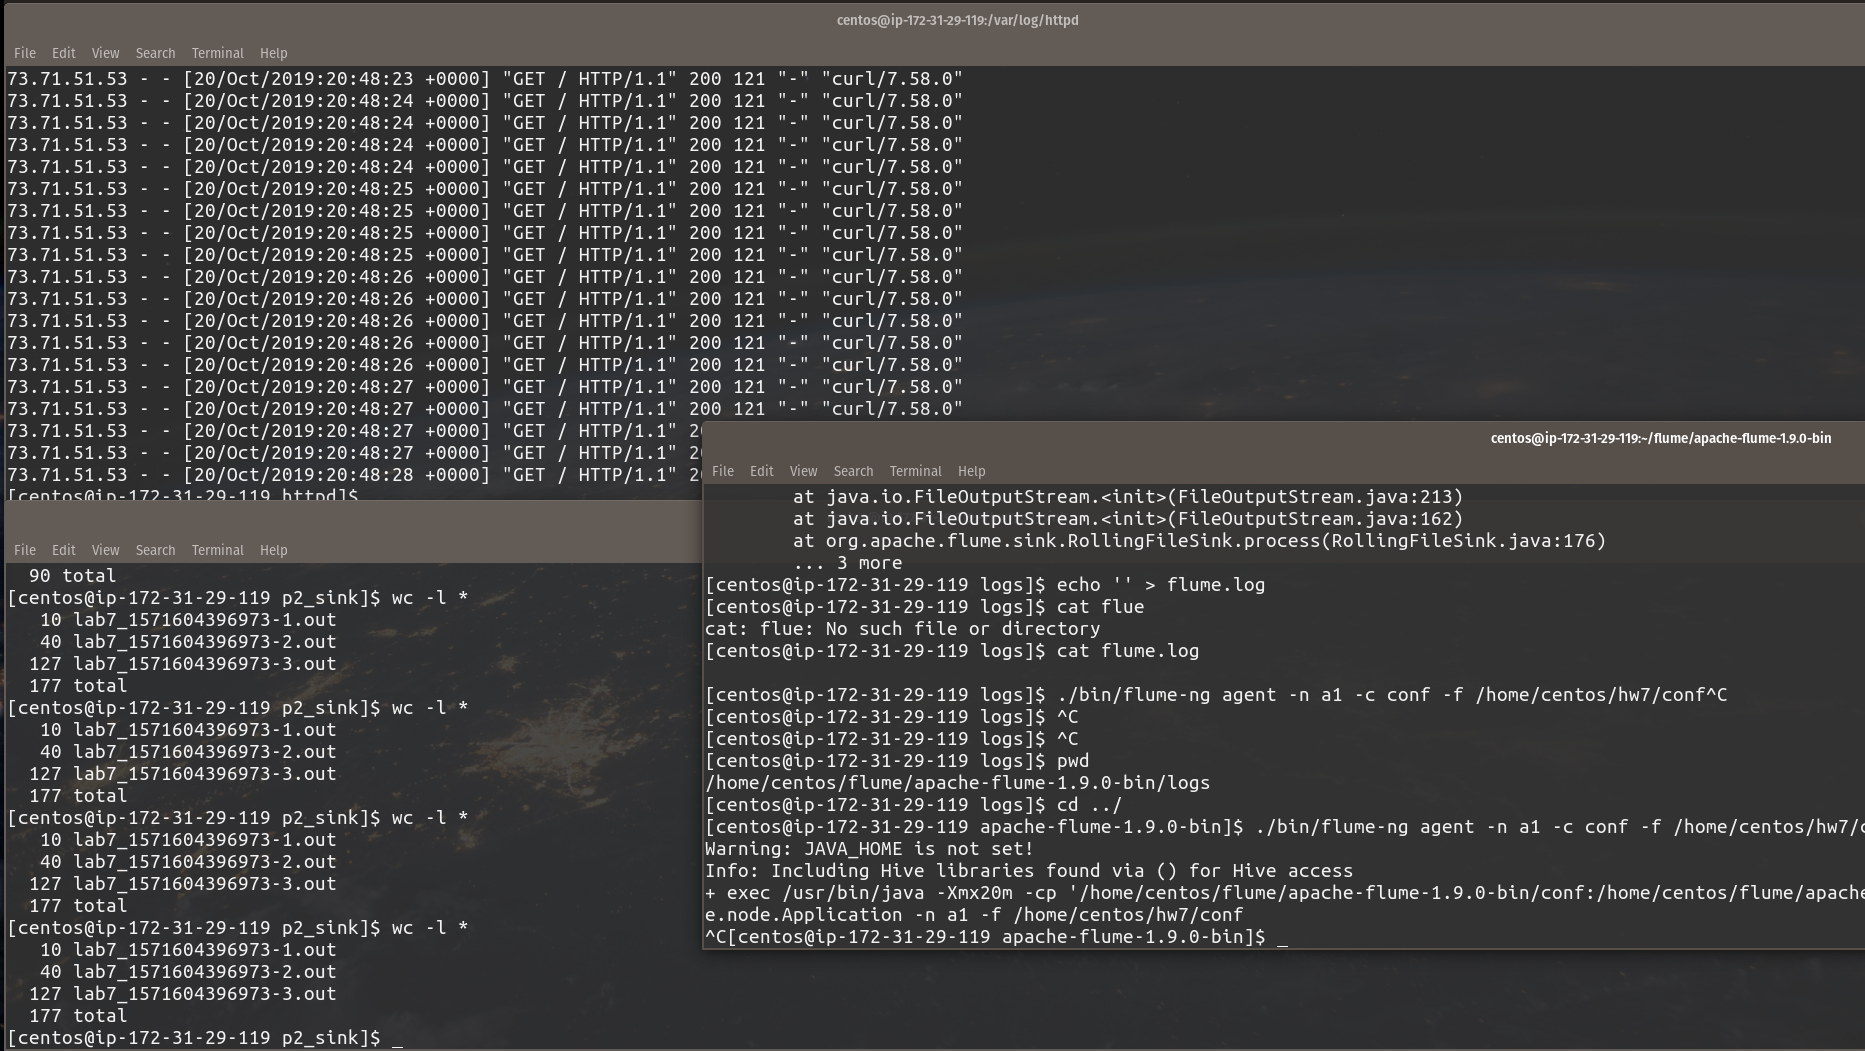 centos@ip-172-31-29-119:/var/log/httpd
File Edit View Search Terminal Help
73.71.51.53 - - [20/Oct/2019:20:48:23 +0000] "GET / HTTP/1.1" 200 121 "-" "curl/7.58.0"
73.71.51.53 - - [20/Oct/2019:20:48:24 +0000] "GET / HTTP/1.1" 200 121 "-" "curl/7.58.0"
73.71.51.53 - - [20/Oct/2019:20:48:24 +0000] "GET / HTTP/1.1" 200 121 "-" "curl/7.58.0"
73.71.51.53 - - [20/Oct/2019:20:48:24 +0000] "GET / HTTP/1.1" 200 121 "-" "curl/7.58.0"
73.71.51.53 - - [20/Oct/2019:20:48:24 +0000] "GET / HTTP/1.1" 200 121 "-" "curl/7.58.0"
73.71.51.53 - - [20/Oct/2019:20:48:25 +0000] "GET / HTTP/1.1" 200 121 "-" "curl/7.58.0"
73.71.51.53 - - [20/Oct/2019:20:48:25 +0000] "GET / HTTP/1.1" 200 121 "-" "curl/7.58.0"
73.71.51.53 - - [20/Oct/2019:20:48:25 +0000] "GET / HTTP/1.1" 200 121 "-" "curl/7.58.0"
73.71.51.53 - - [20/Oct/2019:20:48:25 +0000] "GET / HTTP/1.1" 200 121 "-" "curl/7.58.0"
73.71.51.53 - - [20/Oct/2019:20:48:26 +0000] "GET / HTTP/1.1" 200 121 "-" "curl/7.58.0"
73.71.51.53 - - [20/Oct/2019:20:48:26 +0000] "GET / HTTP/1.1" 200 121 "-" "curl/7.58.0"
73.71.51.53 - - [20/Oct/2019:20:48:26 +0000] "GET / HTTP/1.1" 200 121 "-" "curl/7.58.0"
73.71.51.53 - - [20/Oct/2019:20:48:26 +0000] "GET / HTTP/1.1" 200 121 "-" "curl/7.58.0"
73.71.51.53 - - [20/Oct/2019:20:48:26 +0000] "GET / HTTP/1.1" 200 121 "-" "curl/7.58.0"
73.71.51.53 - - [20/Oct/2019:20:48:27 +0000] "GET / HTTP/1.1" 200 121 "-" "curl/7.58.0"
73.71.51.53 - - [20/Oct/2019:20:48:27 +0000] "GET / HTTP/1.1" 200 121 "-" "curl/7.58.0"
73.71.51.53 - - [20/Oct/2019:20:48:27 +0000] "GET / HTTP/1.1" 2
73.71.51.53 - - [20/Oct/2019:20:48:27 +0000] "GET / HTTP/1.1" 2
73.71.51.53 - - [20/Oct/2019:20:48:28 +0000] "GET / HTTP/1.1" 2
[centos@ip-172-31-29-119 httpd]$
File Edit View Search Terminal Help
90 total
[centos@ip-172-31-29-119 p2_sink]$ wc -l *
10 lab7_1571604396973-1.out
40 lab7_1571604396973-2.out
127 lab7_1571604396973-3.out
177 total
[centos@ip-172-31-29-119 p2_sink]$ wc -l *
10 lab7_1571604396973-1.out
40 lab7_1571604396973-2.out
127 lab7_1571604396973-3.out
177 total
[centos@ip-172-31-29-119 p2_sink]$ wc -l *
10 lab7_1571604396973-1.out
40 lab7_1571604396973-2.out
127 lab7_1571604396973-3.out
177 total
[centos@ip-172-31-29-119 p2_sink]$ wc -l *
10 lab7_1571604396973-1.out
40 lab7_1571604396973-2.out
127 lab7_1571604396973-3.out
177 total
[centos@ip-172-31-29-119 p2_sink]$ _
centos@ip-172-31-29-119:~/flume/apache-flume-1.9.0-bin
File Edit View Search Terminal Help
at java.io.FileOutputStream.<init>(FileOutputStream.java:213)
at java.io.FileOutputStream.<init>(FileOutputStream.java:162)
at org.apache.flume.sink.RollingFileSink.process(RollingFileSink.java:176)
... 3 more
[centos@ip-172-31-29-119 logs]$ echo '' > flume.log
[centos@ip-172-31-29-119 logs]$ cat flue
cat: flue: No such file or directory
[centos@ip-172-31-29-119 logs]$ cat flume.log
[centos@ip-172-31-29-119 logs]$ ./bin/flume-ng agent -n a1 -c conf -f /home/centos/hw7/conf^C
[centos@ip-172-31-29-119 logs]$ ^C
[centos@ip-172-31-29-119 logs]$ ^C
[centos@ip-172-31-29-119 logs]$ pwd
/home/centos/flume/apache-flume-1.9.0-bin/logs
[centos@ip-172-31-29-119 logs]$ cd ../
[centos@ip-172-31-29-119 apache-flume-1.9.0-bin]$ ./bin/flume-ng agent -n a1 -c conf -f /home/centos/hw7/c
Warning: JAVA_HOME is not set!
Info: Including Hive libraries found via () for Hive access
+ exec /usr/bin/java -Xmx20m -cp '/home/centos/flume/apache-flume-1.9.0-bin/conf:/home/centos/flume/apache
e.node.Application -n a1 -f /home/centos/hw7/conf
^C[centos@ip-172-31-29-119 apache-flume-1.9.0-bin]$ _